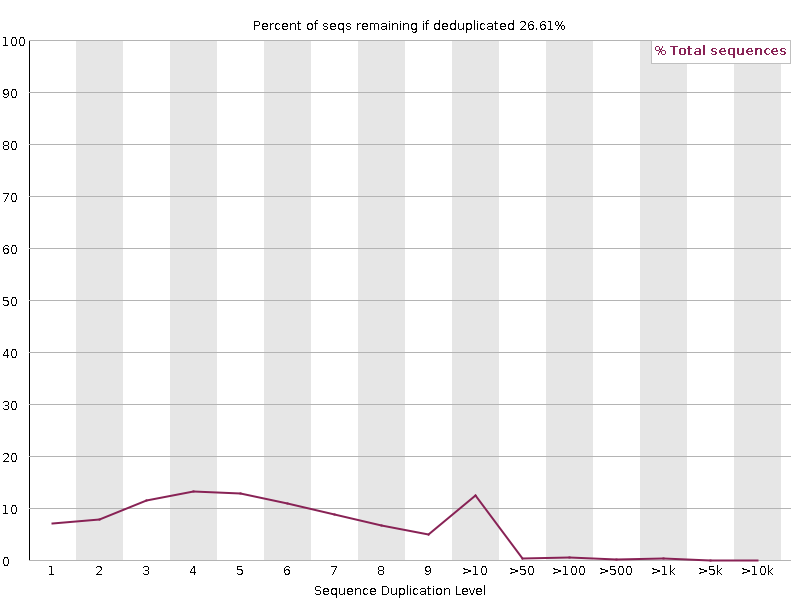 Percent of seqs remaining if deduplicated 26.61%
% Total sequences
100
90
80
70
60
50
40
30
20
10
0
1 2 3 4 5 6 7 8 9 >10 >50 >100 >500 >1k >5k >10k
Sequence Duplication Level